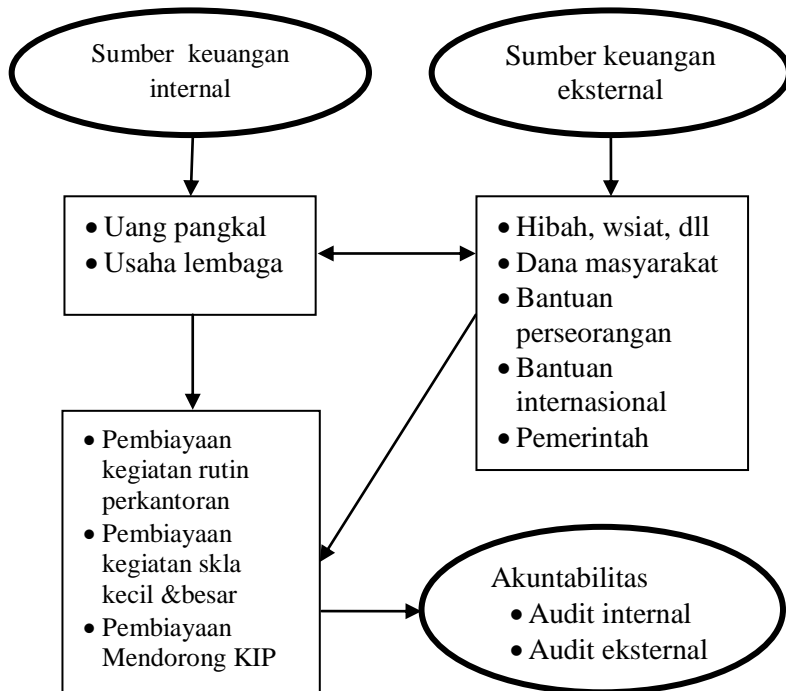 Sumber keuangan
internal
Sumber keuangan
eksternal
• Uang pangkal
• Usaha lembaga
• Hibah, wsiat, dll
• Dana masyarakat
• Bantuan
perseorangan
• Bantuan
internasional
• Pemerintah
• Pembiayaan
kegiatan rutin
perkantoran
• Pembiayaan
kegiatan skla
kecil &besar
• Pembiayaan
Mendorong KIP
Akuntabilitas
• Audit internal
• Audit eksternal